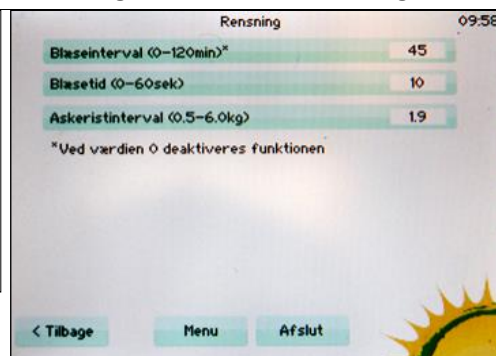 Rensning 09:58
Blæseinterval (0-120min)* 45
Blæsetid (0-60sek) 10
Askeristinterval (0.5-6.0kg) 1.9
*Ved værdien 0 deaktiveres funktionen
< Tilbage Menu Afslut